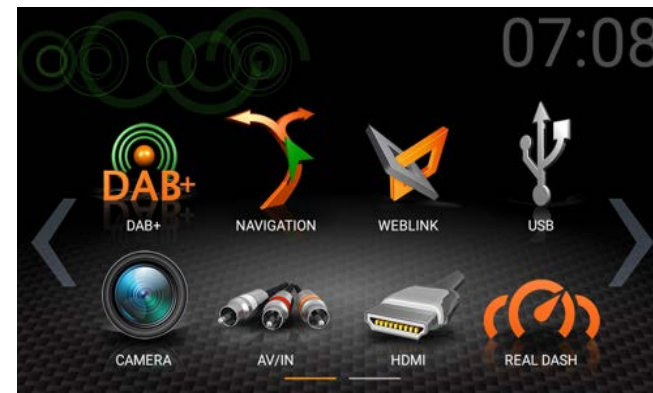 07:08
DAB+
DAB+ NAVIGATION WEBLINK USB
CAMERA AV/IN HDMI REAL DASH